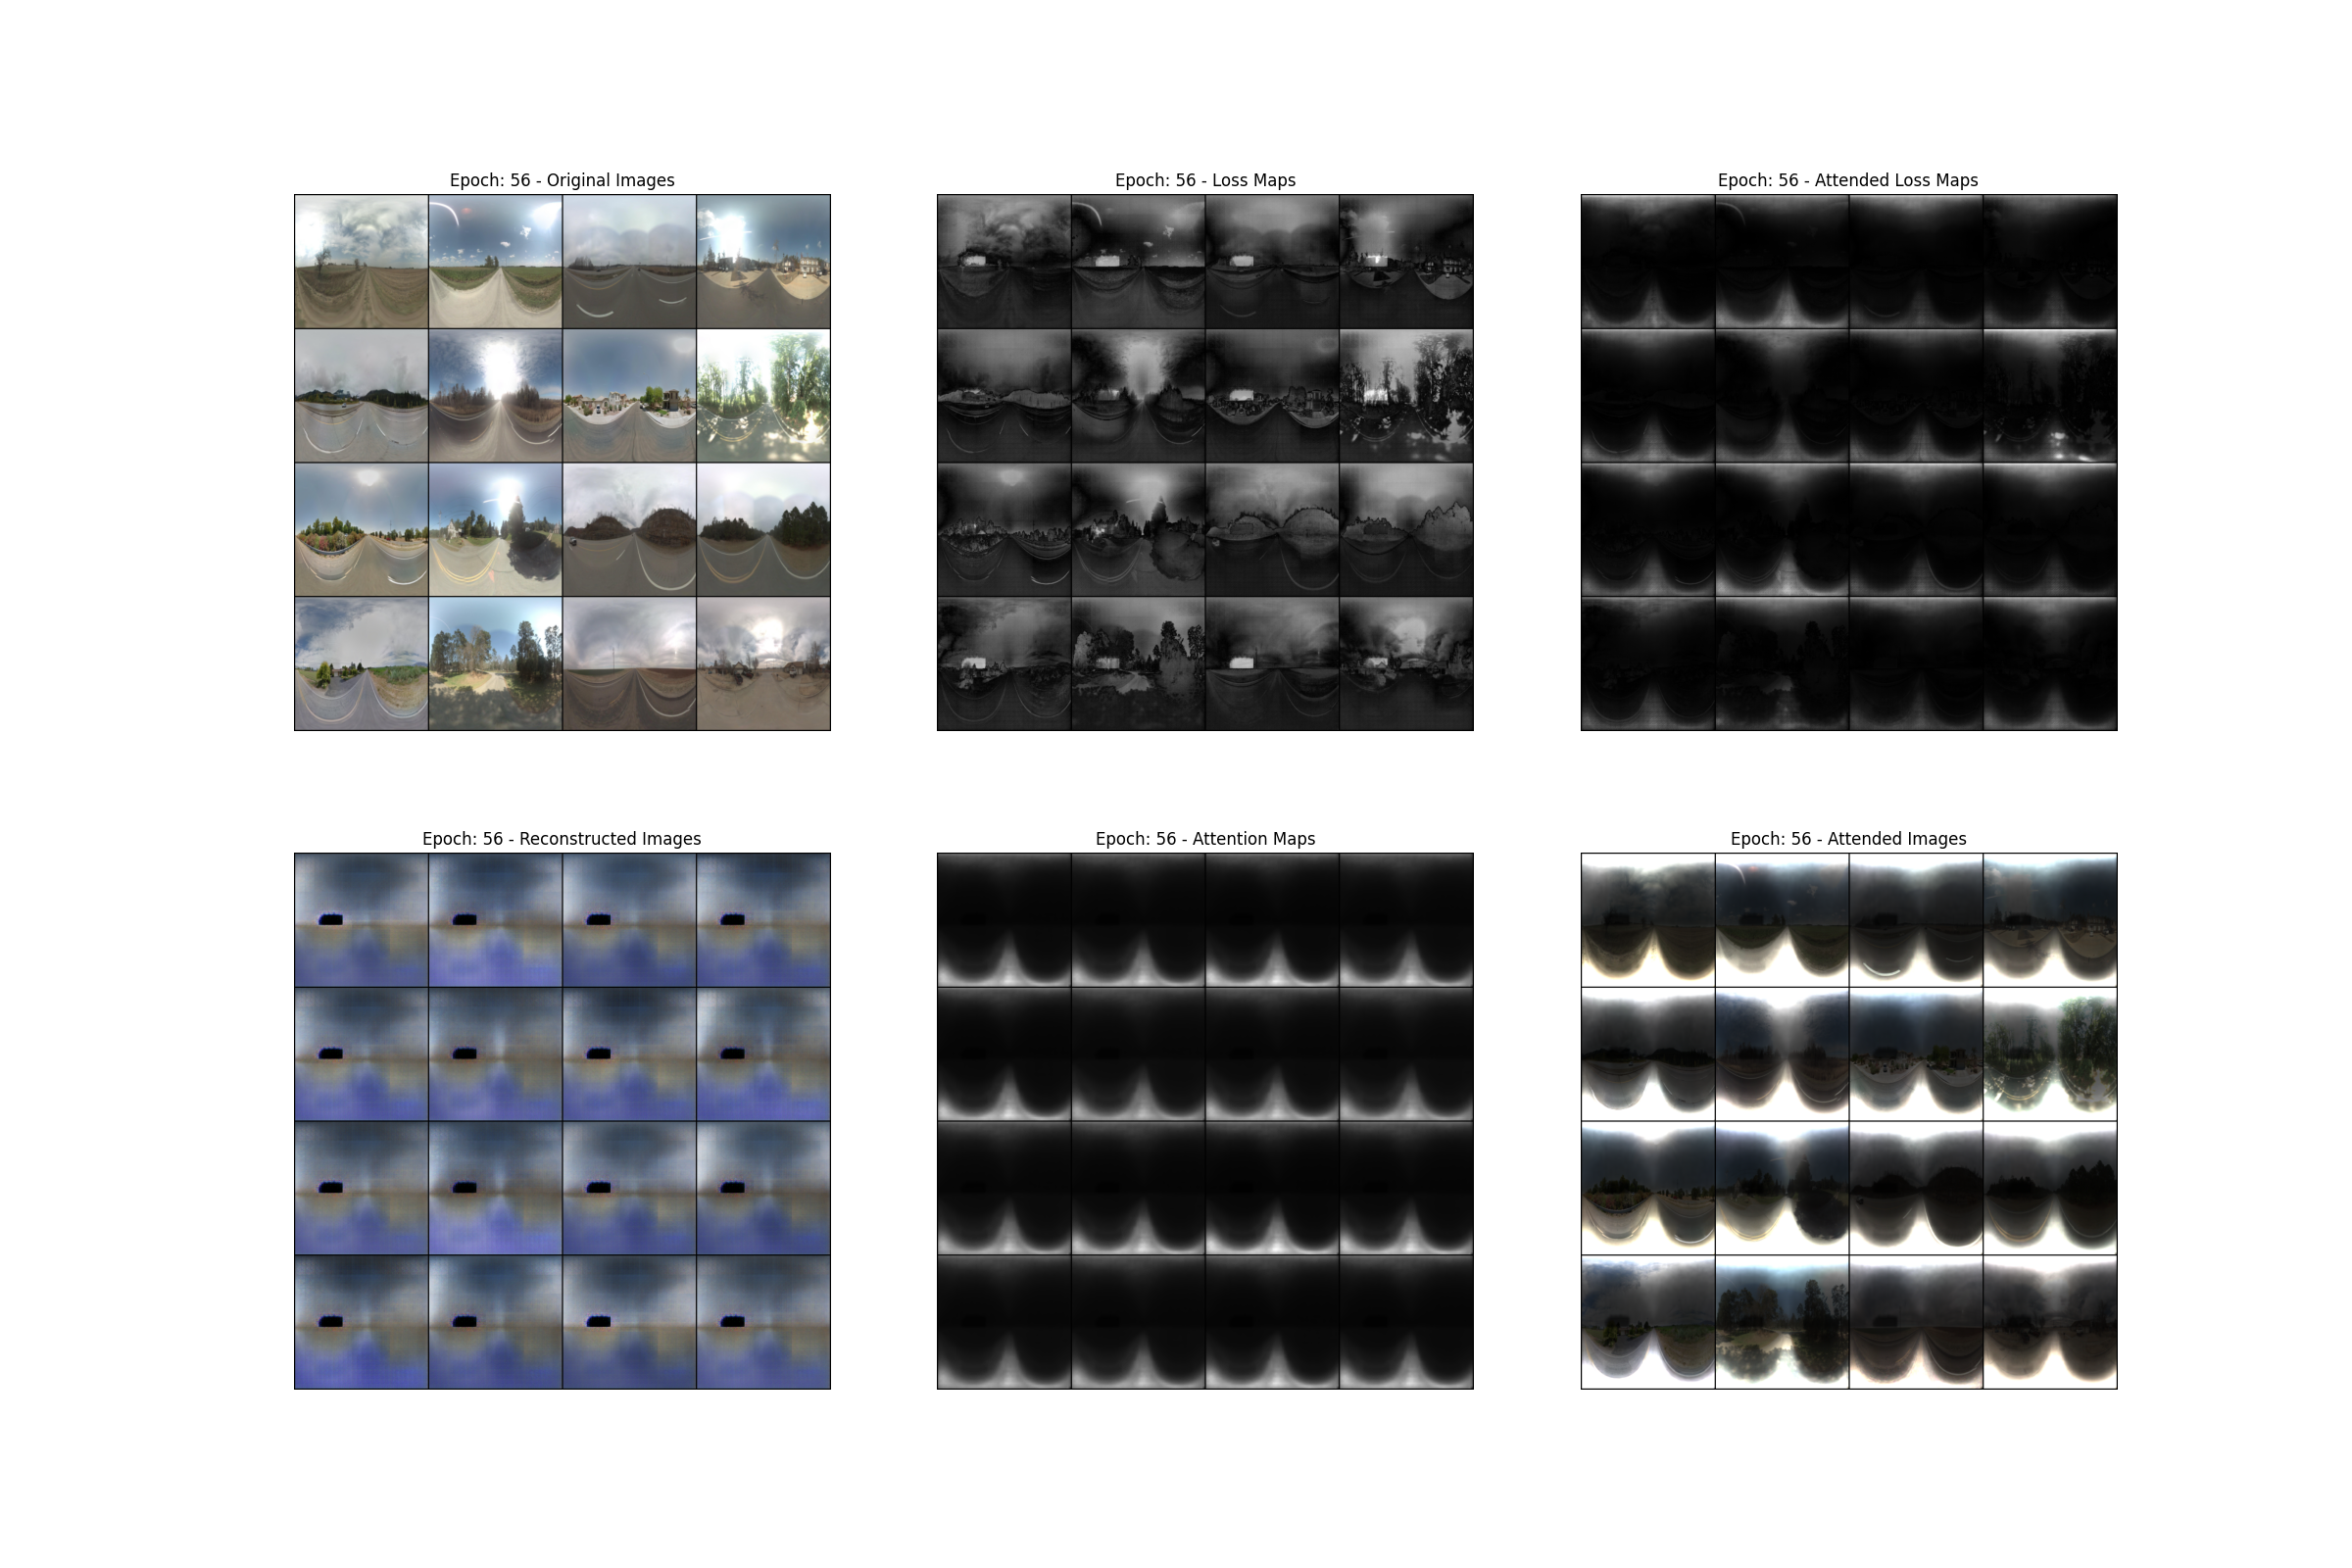 Epoch: 56 - Original Images
Epoch: 56 - Loss Maps
Epoch: 56 - Attended Loss Maps
Epoch: 56 - Reconstructed Images
Epoch: 56 - Attention Maps
Epoch: 56 - Attended Images